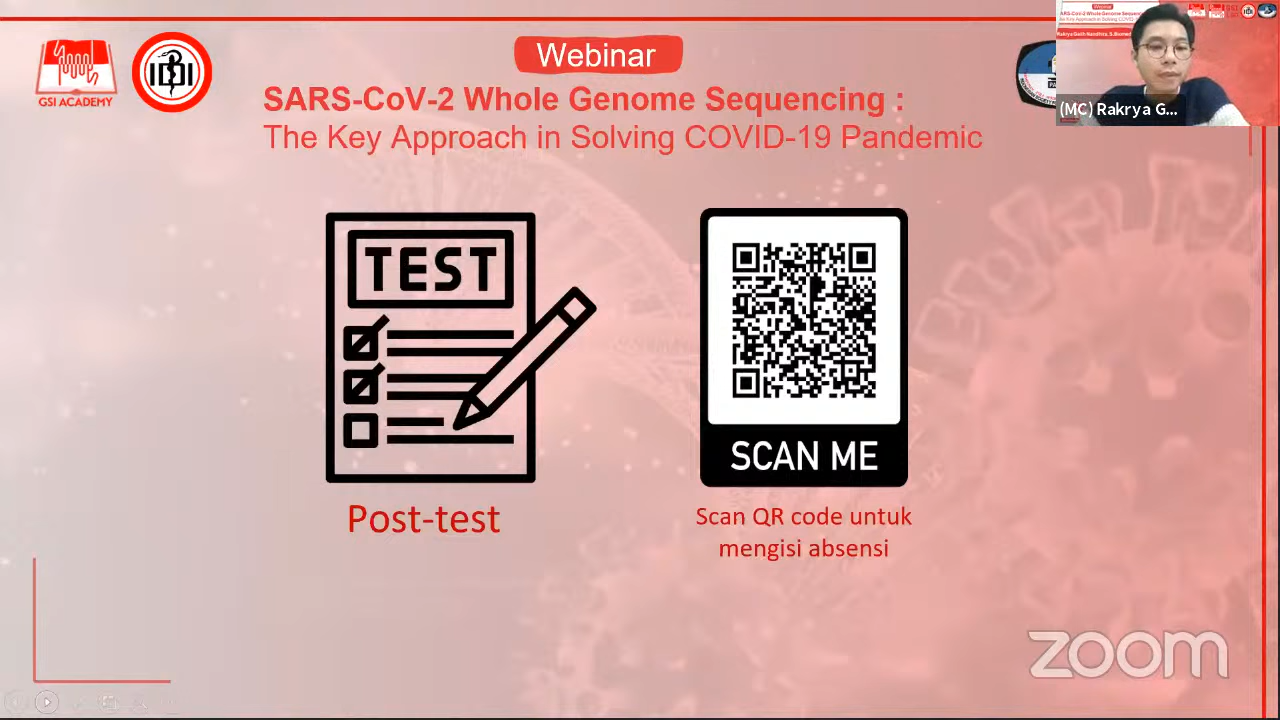 Webinar
SARS-CoV-2 Whole Genome Sequencing :
The Key Approach in Solving COVID-19 Pandemic
GSI ACADEMY
IDI
(MC) Rakrya G...
TEST
SCAN ME
Post-test
Scan QR code untuk
mengisi absensi
zoom